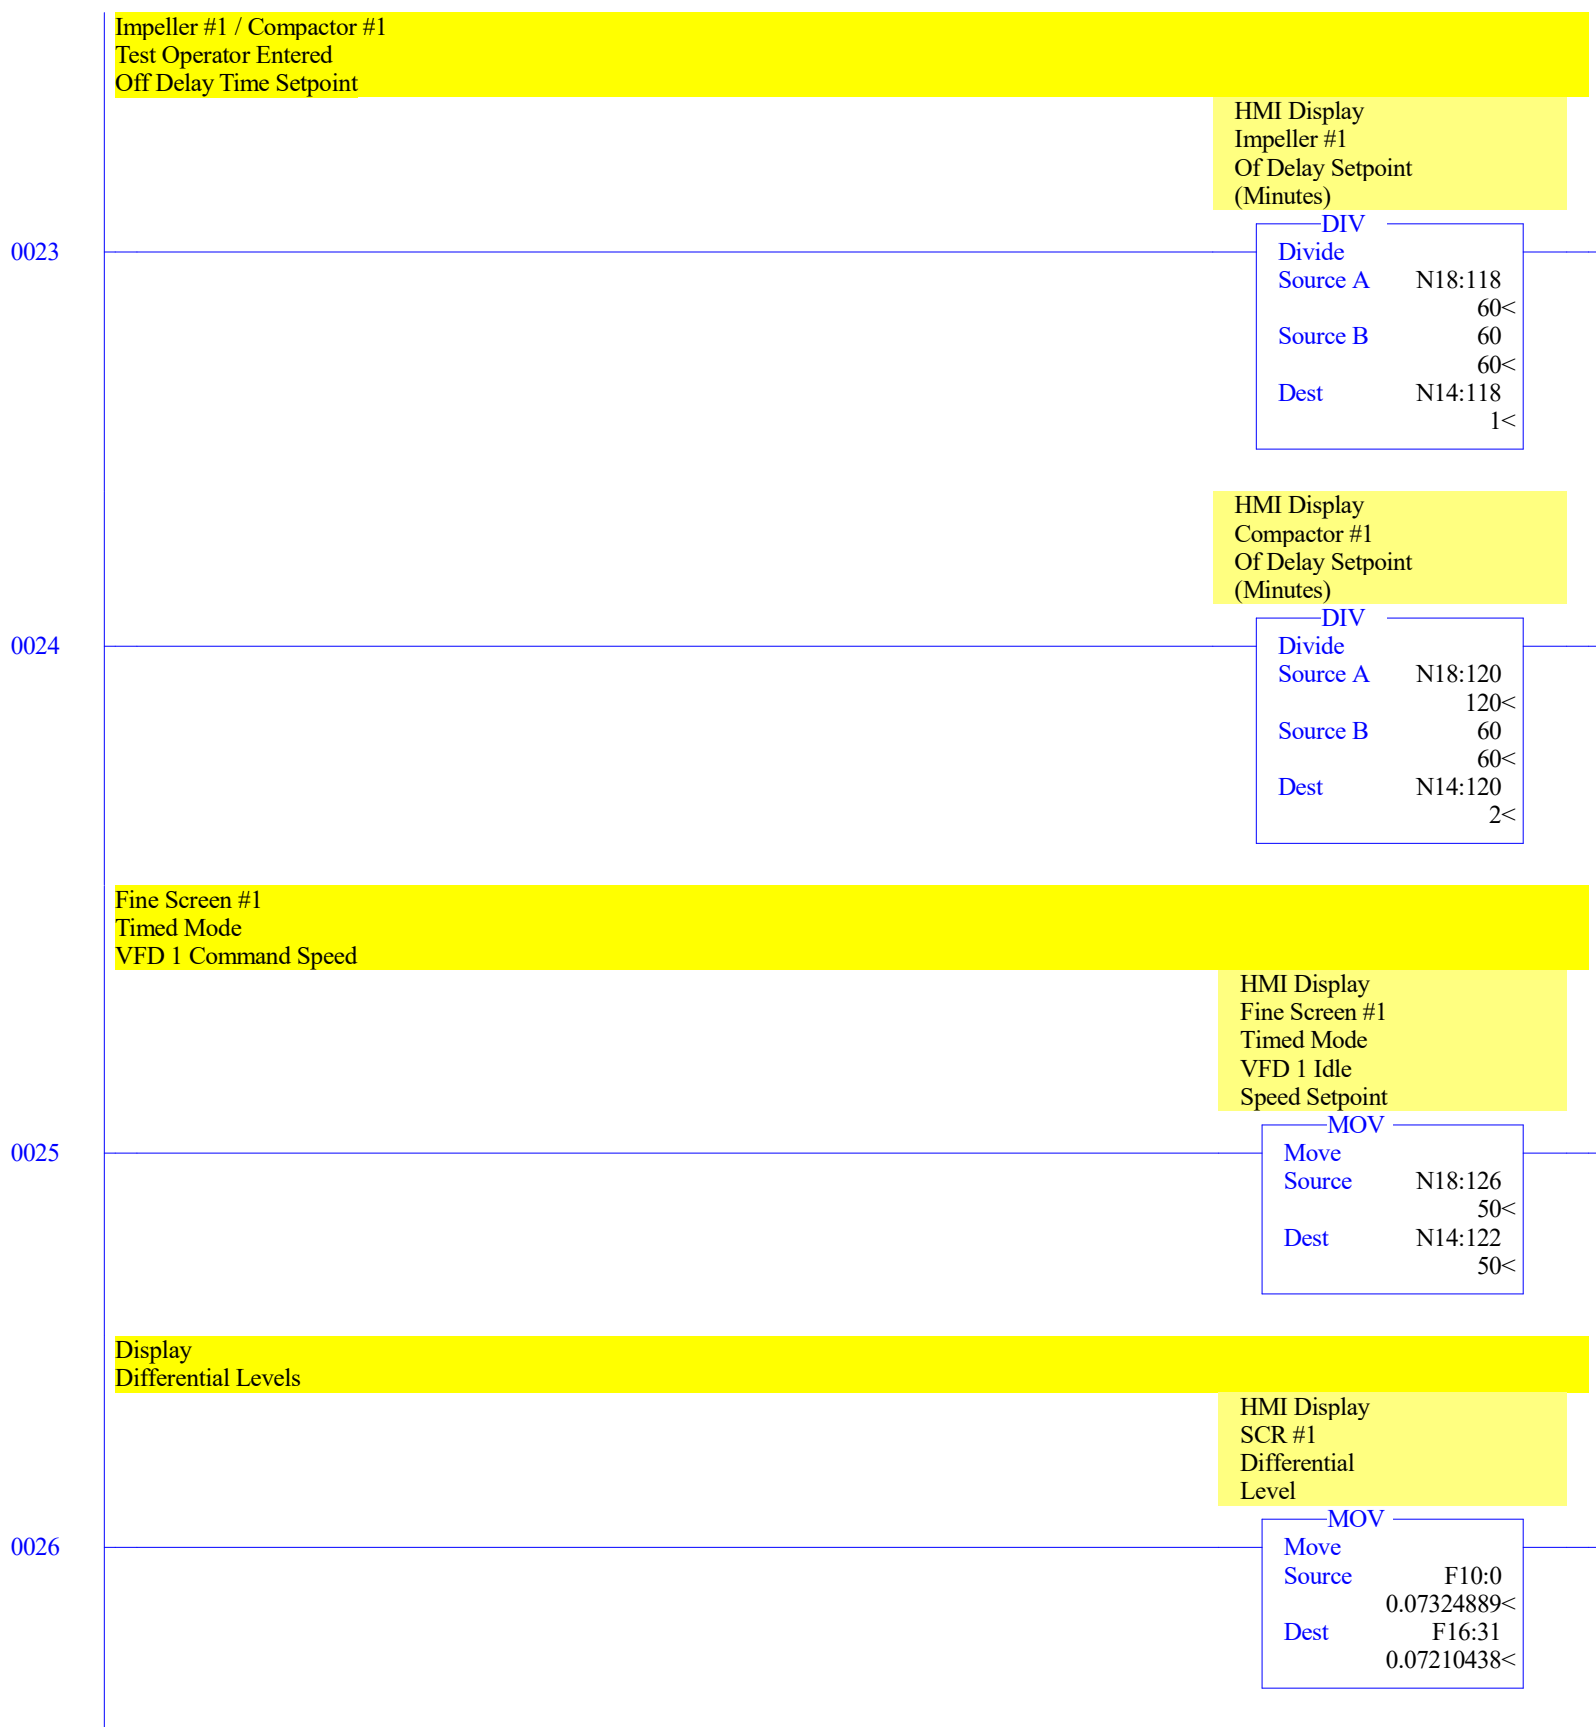 Impeller #1 / Compactor #1
Test Operator Entered
Off Delay Time Setpoint
HMI Display
Impeller #1
Of Delay Setpoint
(Minutes)
0023
DIV
Divide
Source A N18:118
60<
Source B 60
60<
Dest N14:118
1<
HMI Display
Compactor #1
Of Delay Setpoint
(Minutes)
0024
DIV
Divide
Source A N18:120
120<
Source B 60
60<
Dest N14:120
2<
Fine Screen #1
Timed Mode
VFD 1 Command Speed
HMI Display
Fine Screen #1
Timed Mode
VFD 1 Idle
Speed Setpoint
0025
MOV
Move
Source N18:126
50<
Dest N14:122
50<
Display
Differential Levels
HMI Display
SCR #1
Differential
Level
0026
MOV
Move
Source F10:0
0.07324889<
Dest F16:31
0.07210438<